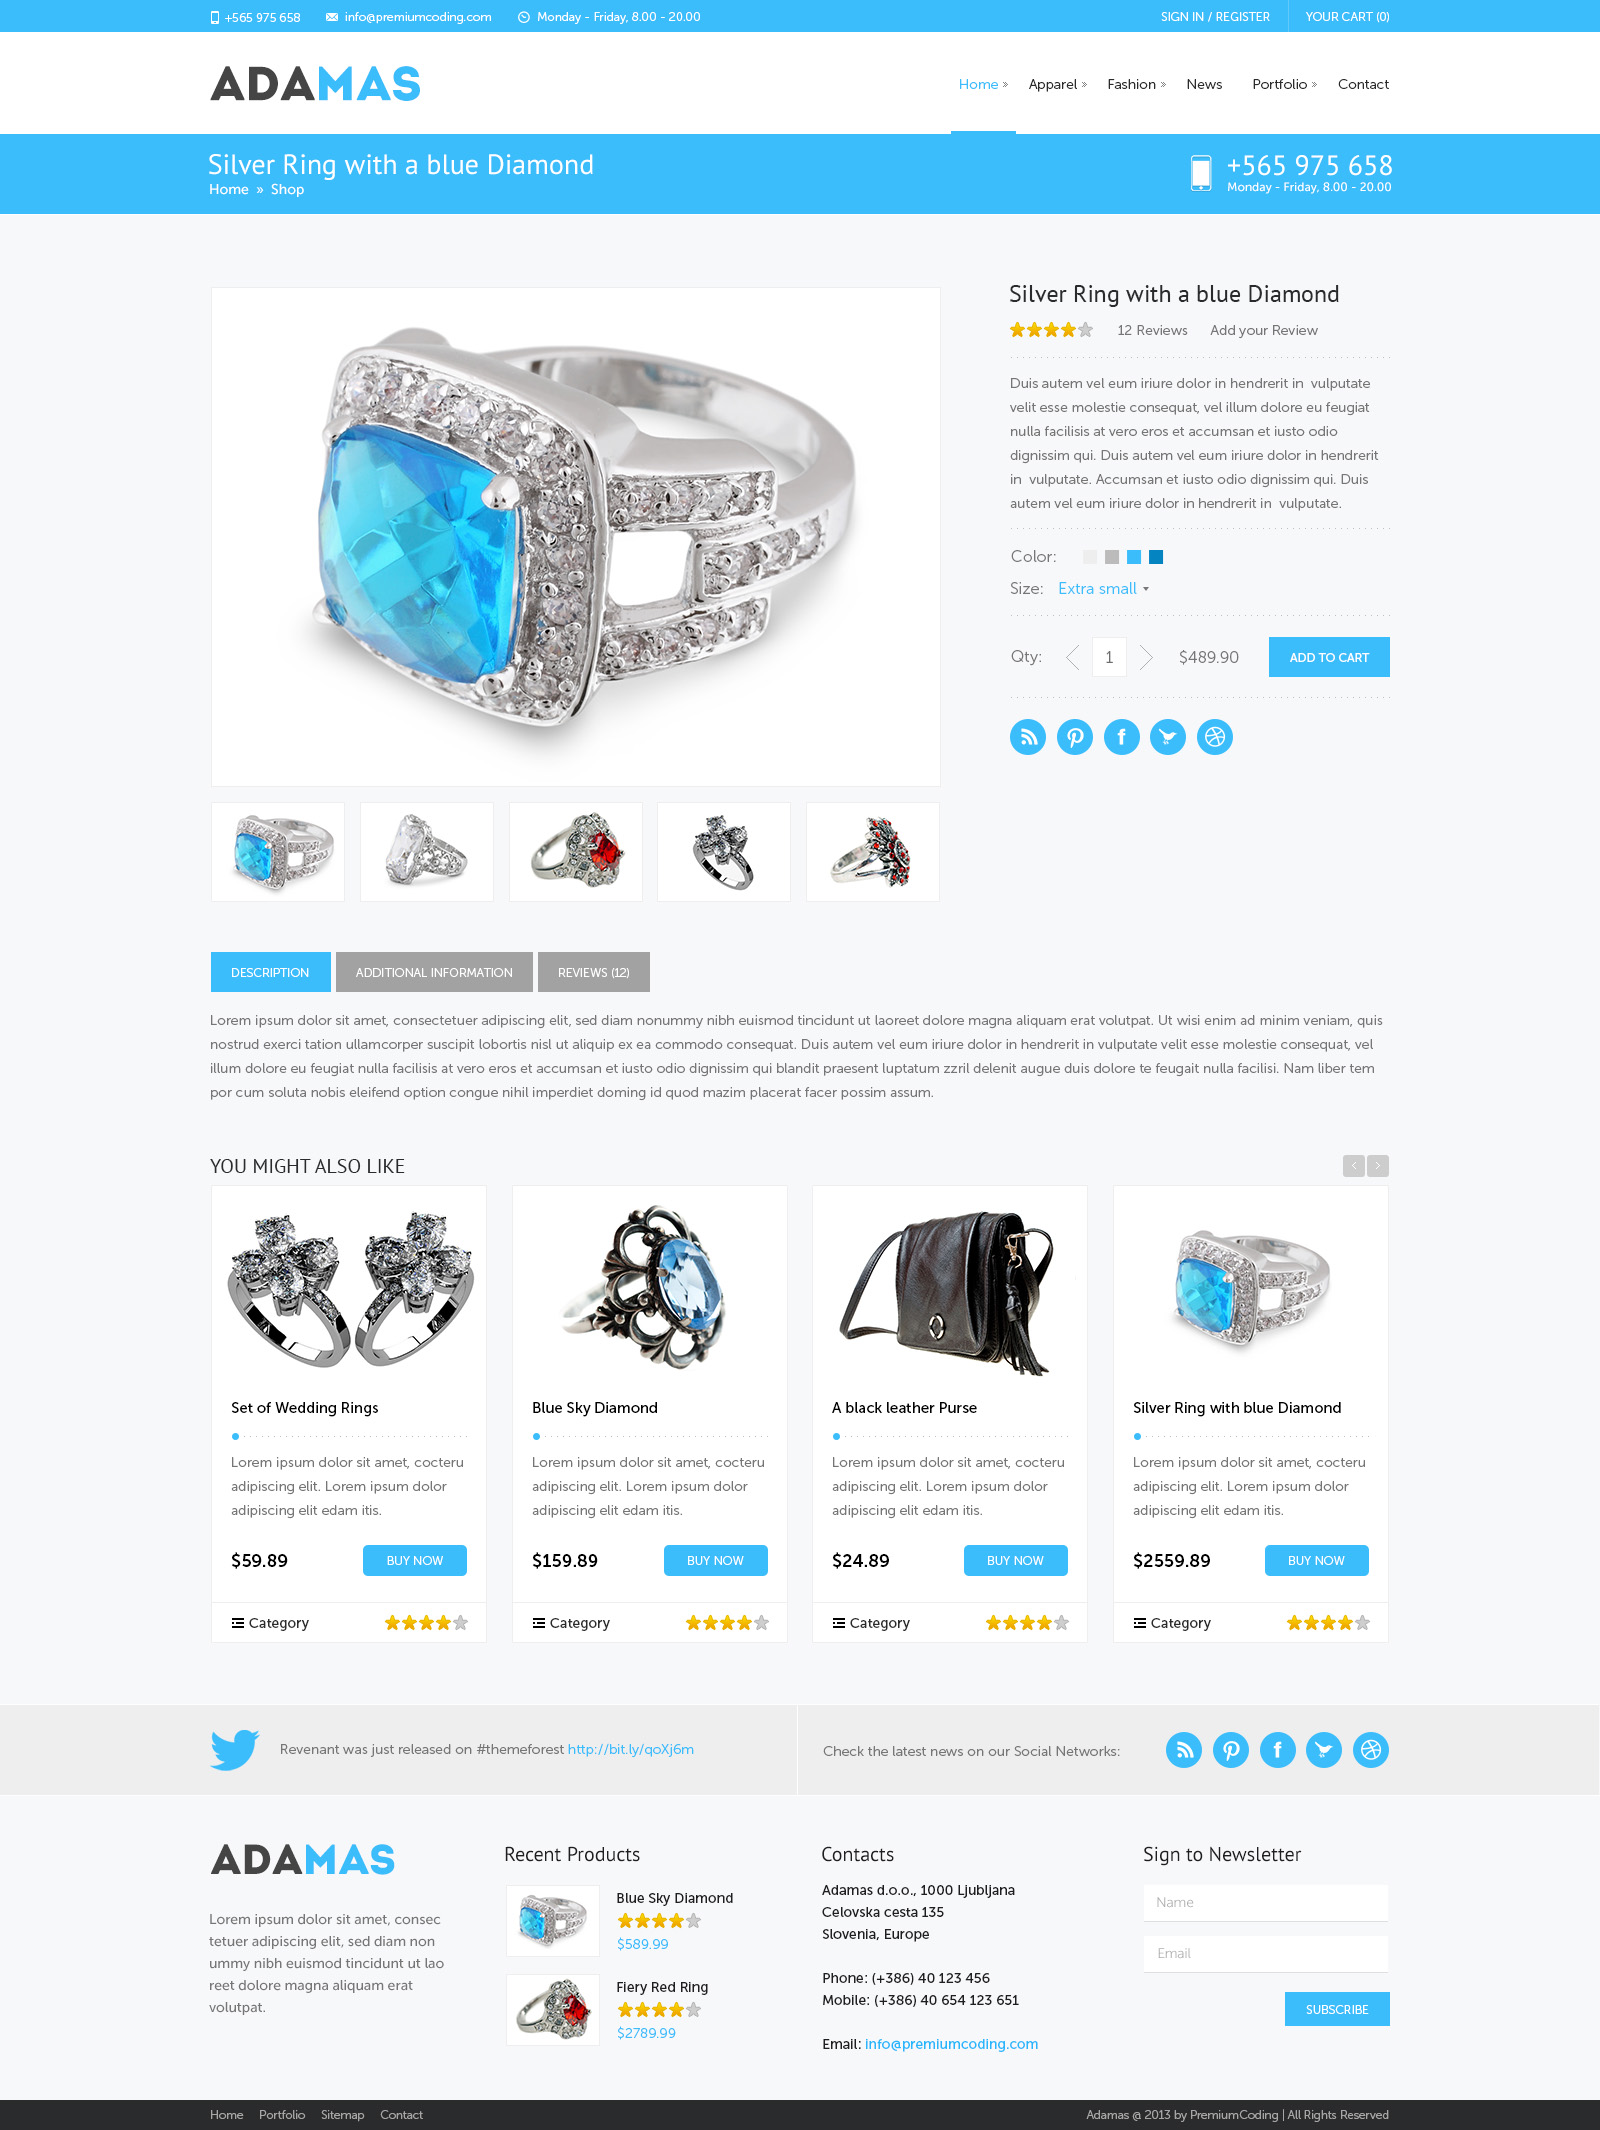 +565 975 658 info@premiumcoding.com Monday - Friday, 8.00 - 20.00 SIGN IN / REGISTER YOUR CART (0)
ADAMAS
Home » Apparel » Fashion » News Portfolio » Contact
Silver Ring with a blue Diamond
Home » Shop
+565 975 658
Monday - Friday, 8.00 - 20.00
Silver Ring with a blue Diamond
12 Reviews Add your Review
Duis autem vel eum iriure dolor in hendrerit in vulputate
velit esse molestie consequat, vel illum dolore eu feugiat
nulla facilisis at vero eros et accumsan et iusto odio
dignissim qui. Duis autem vel eum iriure dolor in hendrerit
in vulputate. Accumsan et iusto odio dignissim qui. Duis
autem vel eum iriure dolor in hendrerit in vulputate.
Color:
Size: Extra small
Qty: 1 $489.90 ADD TO CART
DESCRIPTION ADDITIONAL INFORMATION REVIEWS (12)
Lorem ipsum dolor sit amet, consectetuer adipiscing elit, sed diam nonummy nibh euismod tincidunt ut laoreet dolore magna aliquam erat volutpat. Ut wisi enim ad minim veniam, quis
nostrud exerci tation ullamcorper suscipit lobortis nisl ut aliquip ex ea commodo consequat. Duis autem vel eum iriure dolor in hendrerit in vulputate velit esse molestie consequat, vel
illum dolore eu feugiat nulla facilisis at vero eros et accumsan et iusto odio dignissim qui blandit praesent luptatum zzril delenit augue duis dolore te feugait nulla facilisi. Nam liber tem
por cum soluta nobis eleifend option congue nihil imperdiet doming id quod mazim placerat facer possim assum.
YOU MIGHT ALSO LIKE
Set of Wedding Rings
Lorem ipsum dolor sit amet, cocteru
adipiscing elit. Lorem ipsum dolor
adipiscing elit edam itis.
$59.89 BUY NOW
Category
Blue Sky Diamond
Lorem ipsum dolor sit amet, cocteru
adipiscing elit. Lorem ipsum dolor
adipiscing elit edam itis.
$159.89 BUY NOW
Category
A black leather Purse
Lorem ipsum dolor sit amet, cocteru
adipiscing elit. Lorem ipsum dolor
adipiscing elit edam itis.
$24.89 BUY NOW
Category
Silver Ring with blue Diamond
Lorem ipsum dolor sit amet, cocteru
adipiscing elit. Lorem ipsum dolor
adipiscing elit edam itis.
$2559.89 BUY NOW
Category
Revenant was just released on #themeforest http://bit.ly/qoXj6m
Check the latest news on our Social Networks:
ADAMAS
Lorem ipsum dolor sit amet, consec
tetuer adipiscing elit, sed diam non
ummy nibh euismod tincidunt ut lao
reet dolore magna aliquam erat
volutpat.
Recent Products
Blue Sky Diamond
$589.99
Fiery Red Ring
$2789.99
Contacts
Adamas d.o.o., 1000 Ljubljana
Celovska cesta 135
Slovenia, Europe
Phone: (+386) 40 123 456
Mobile: (+386) 40 654 123 651
Email: info@premiumcoding.com
Sign to Newsletter
Name
Email
SUBSCRIBE
Home Portfolio Sitemap Contact
Adamas @ 2013 by PremiumCoding | All Rights Reserved